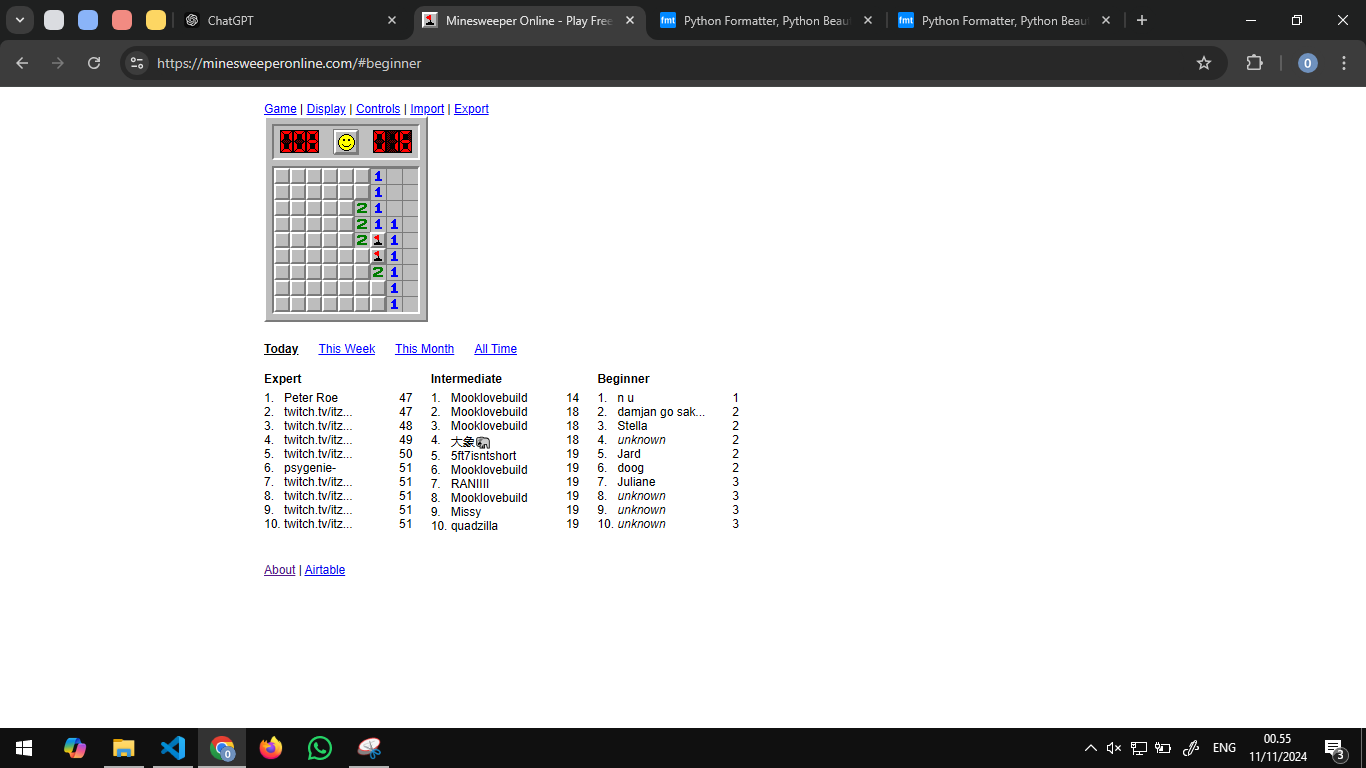 ChatGPT
Minesweeper Online - Play Free
fmt Python Formatter, Python Beau
fmt Python Formatter, Python Beau
https://minesweeperonline.com/#beginner
0
Game | Display | Controls | Import | Export
008
1
1
2 1
2 1 1
2 1
1
2 1
1
1
Today This Week This Month All Time
Expert Intermediate Beginner
1. Peter Roe 47 1. Mooklovebuild 14 1. n u 1
2. twitch.tv/itz... 47 2. Mooklovebuild 18 2. damjan go sak... 2
3. twitch.tv/itz... 48 3. Mooklovebuild 18 3. Stella 2
4. twitch.tv/itz... 49 4. 大象🐘 18 4. unknown 2
5. twitch.tv/itz... 50 5. 5ft7isntshort 19 5. Jard 2
6. psygenie- 51 6. Mooklovebuild 19 6. doog 2
7. twitch.tv/itz... 51 7. RANIIII 19 7. Juliane 3
8. twitch.tv/itz... 51 8. Mooklovebuild 19 8. unknown 3
9. twitch.tv/itz... 51 9. Missy 19 9. unknown 3
10. twitch.tv/itz... 51 10. quadzilla 19 10. unknown 3
About | Airtable
0
ENG
00.55
11/11/2024
3